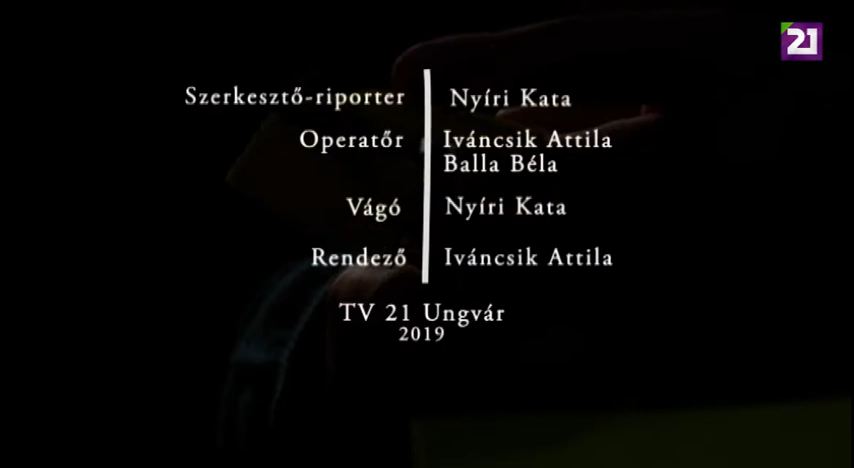 21
Szerkesztő-riporter Nyíri Kata
Operatőr Iváncsik Attila
Balla Béla
Vágó Nyíri Kata
Rendező Iváncsik Attila
TV 21 Ungvár
2019